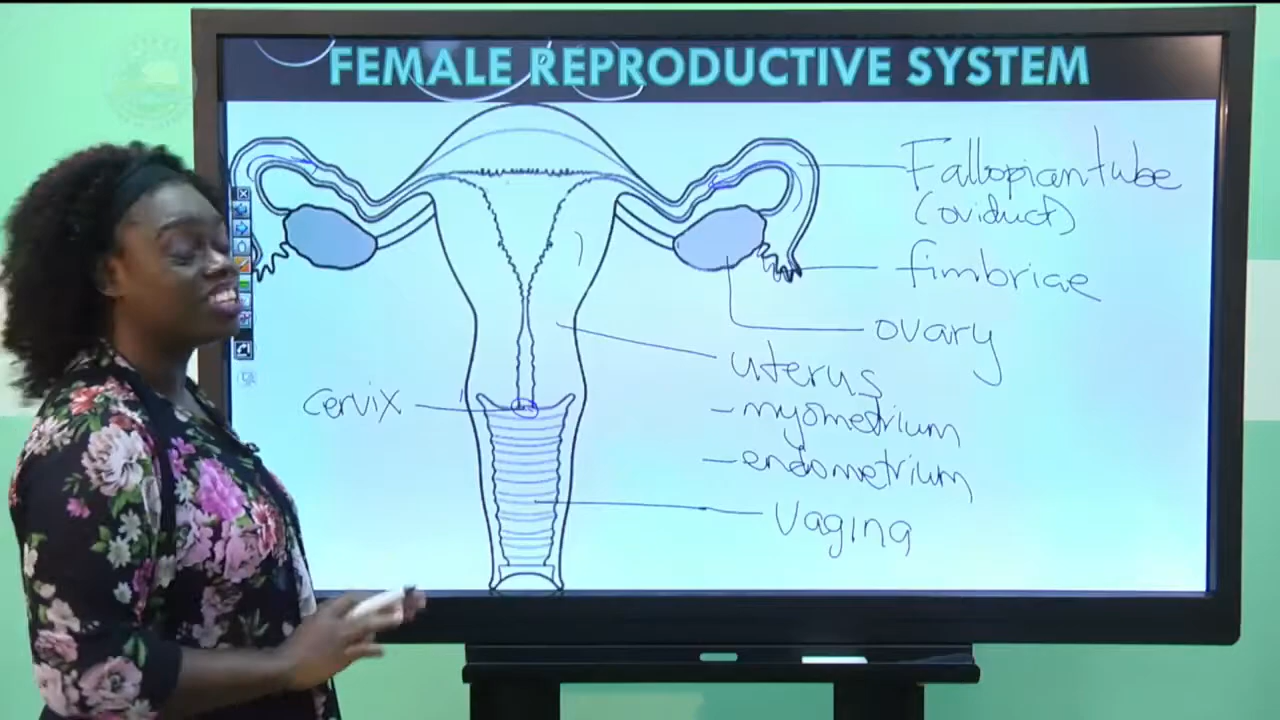 FEMALE REPRODUCTIVE SYSTEM
Fallopian tube
(oviduct)
fimbriae
ovary
uterus
cervix
-myometrium
-endometrium
Vagina